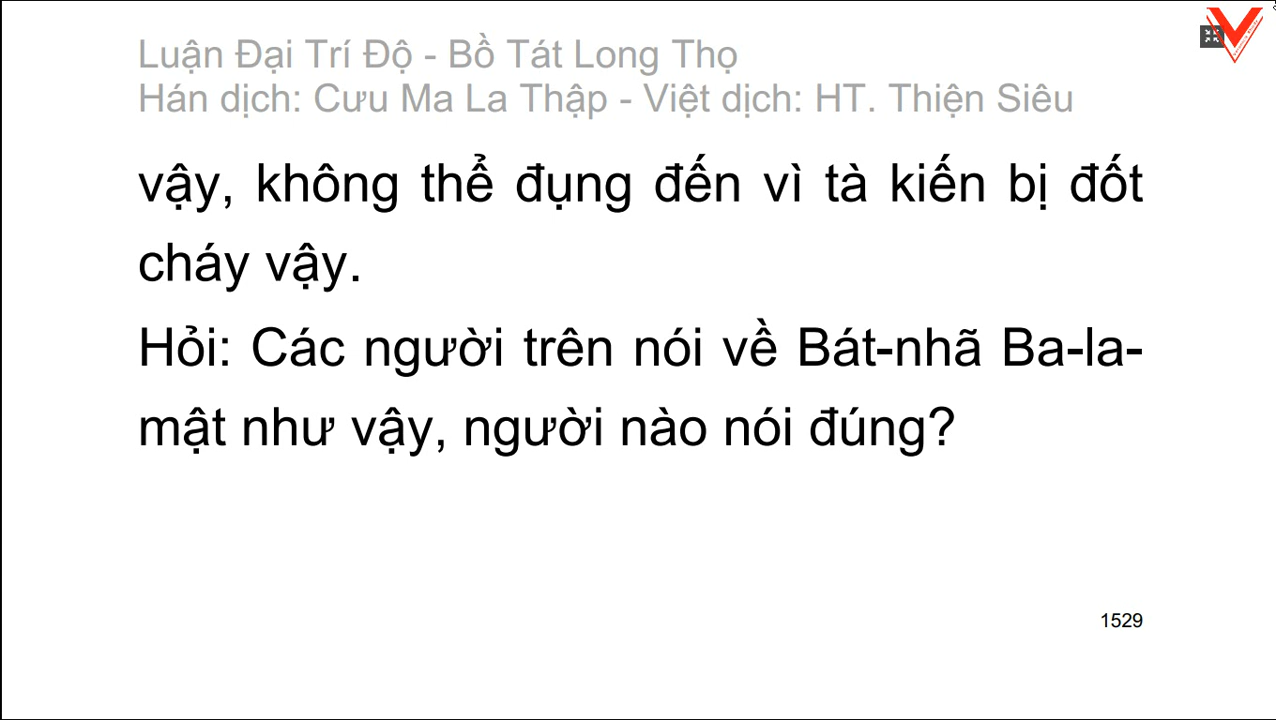 Luận Đại Trí Độ - Bồ Tát Long Thọ
Hán dịch: Cưu Ma La Thập - Việt dịch: HT. Thiện Siêu
vậy, không thể đụng đến vì tà kiến bị đốt
cháy vậy.
Hỏi: Các người trên nói về Bát-nhã Ba-la-
mật như vậy, người nào nói đúng?
1529